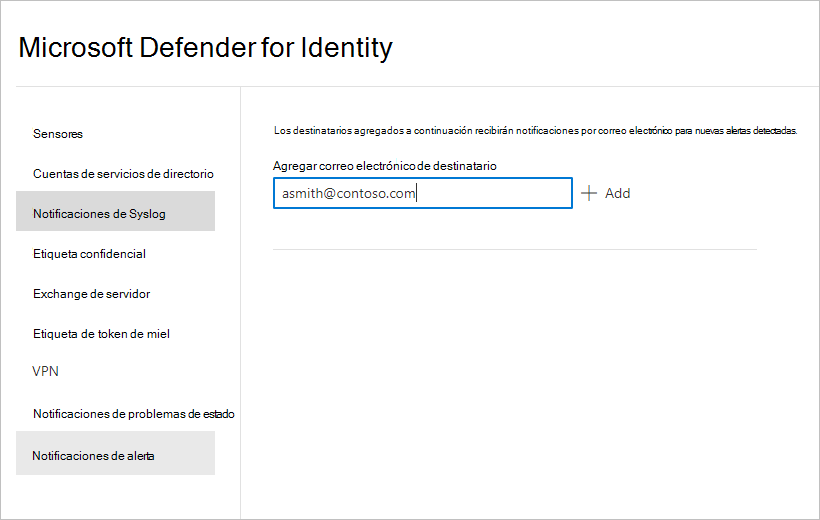 Microsoft Defender for Identity
Sensores
Cuentas de servicios de directorio
Notificaciones de Syslog
Etiqueta confidencial
Exchange de servidor
Etiqueta de token de miel
VPN
Notificaciones de problemas de estado
Notificaciones de alerta
Los destinatarios agregados a continuación recibirán notificaciones por correo electrónico para nuevas alertas detectadas.
Agregar correo electrónico de destinatario
asmith@contoso.com
Add